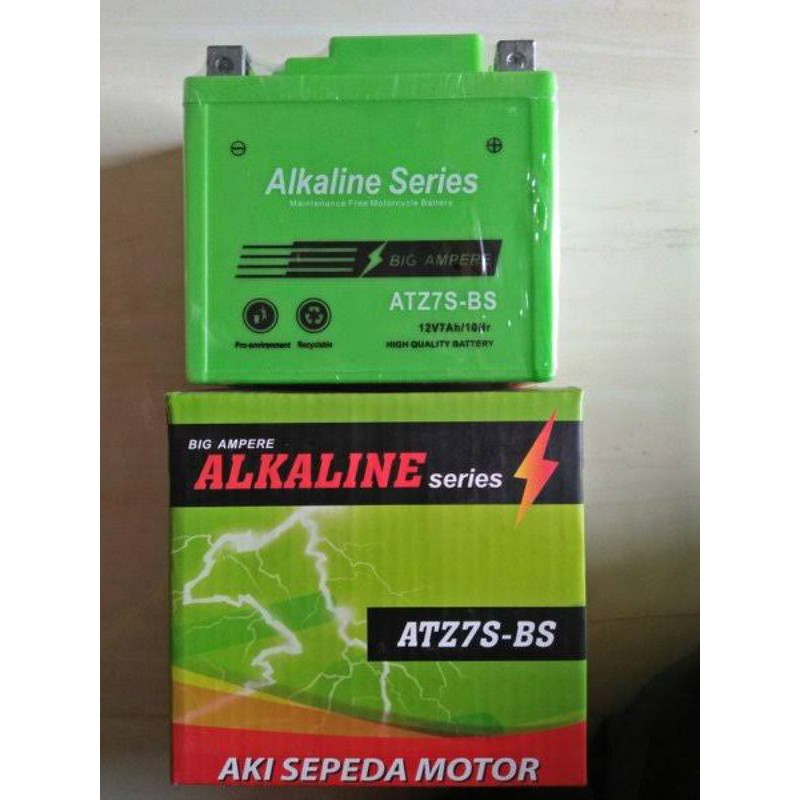 Alkaline Series
Maintenance Free Motorcycle Battery
BIG AMPERE
ATZ7S-BS
12V7Ah/10Hr
Pro-environment Recyclable
HIGH QUALITY BATTERY
BIG AMPERE
ALKALINE series
ATZ7S-BS
AKI SEPEDA MOTOR